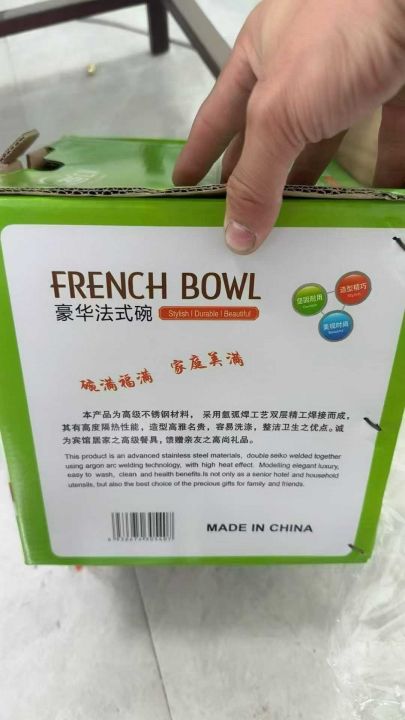 FRENCH BOWL
豪华法式碗
Stylish / Durable / Beautiful
坚固耐用
造型精巧
美观时尚
碗满福满 家庭美满
本产品为高级不锈钢材料, 采用氩弧焊工艺双层精工焊接而成,
其有高度隔热性能, 造型高雅名贵, 容易洗涤, 整洁卫生之优点。诚
为宾馆居家之高级餐具, 馈赠亲友之高尚礼品。
This product is an advanced stainless steel materials, double seiko welded together
using argon arc welding technology, with high heat effect. Modelling elegant luxury,
easy to wash, clean and health benefits.Is not only as a senior hotel and household
utensils, but also the best choice of the precious gifts for family and friends.
MADE IN CHINA